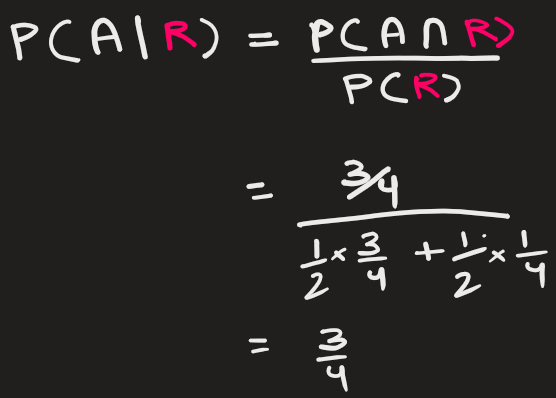 P(A|R) = P(A∩R) / P(R)
= 3/4 / (1/2 × 3/4 + 1/2 × 1/4)
= 3/4